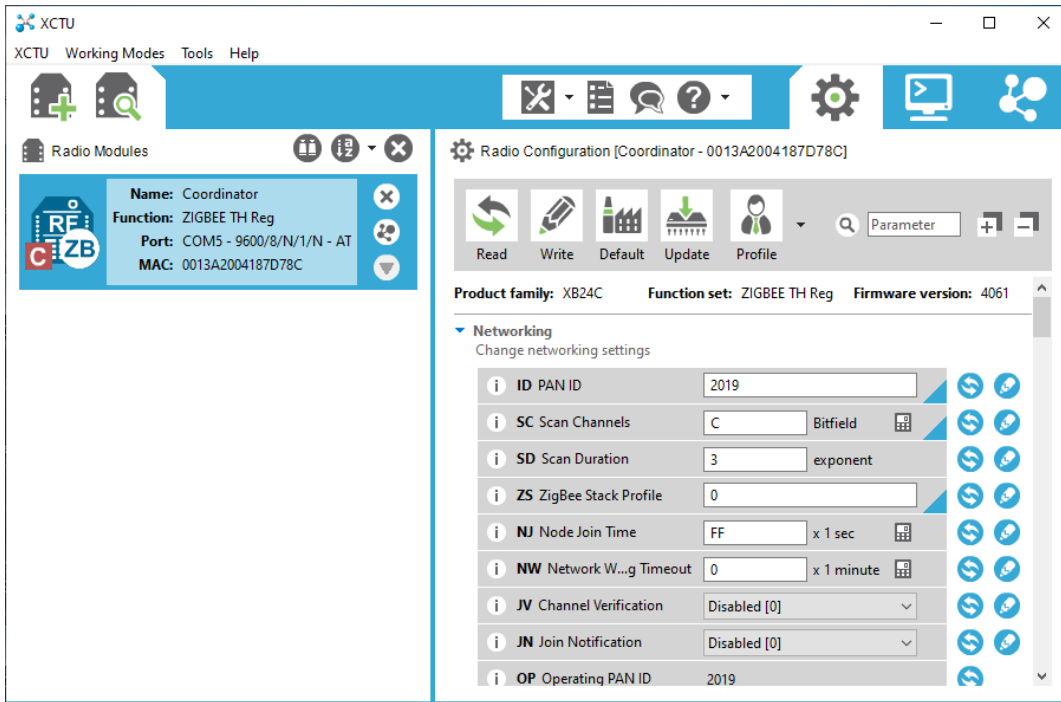 XCTU
XCTU Working Modes Tools Help
Radio Modules
Name: Coordinator
Function: ZIGBEE TH Reg
Port: COM5 - 9600/8/N/1/N - AT
MAC: 0013A2004187D78C
RF
C ZB
Radio Configuration [Coordinator - 0013A2004187D78C]
Read Write Default Update Profile
Parameter
Product family: XB24C Function set: ZIGBEE TH Reg Firmware version: 4061
Networking
Change networking settings
i ID PAN ID 2019
i SC Scan Channels C Bitfield
i SD Scan Duration 3 exponent
i ZS ZigBee Stack Profile 0
i NJ Node Join Time FF x 1 sec
i NW Network W...g Timeout 0 x 1 minute
i JV Channel Verification Disabled [0]
i JN Join Notification Disabled [0]
i OP Operating PAN ID 2019